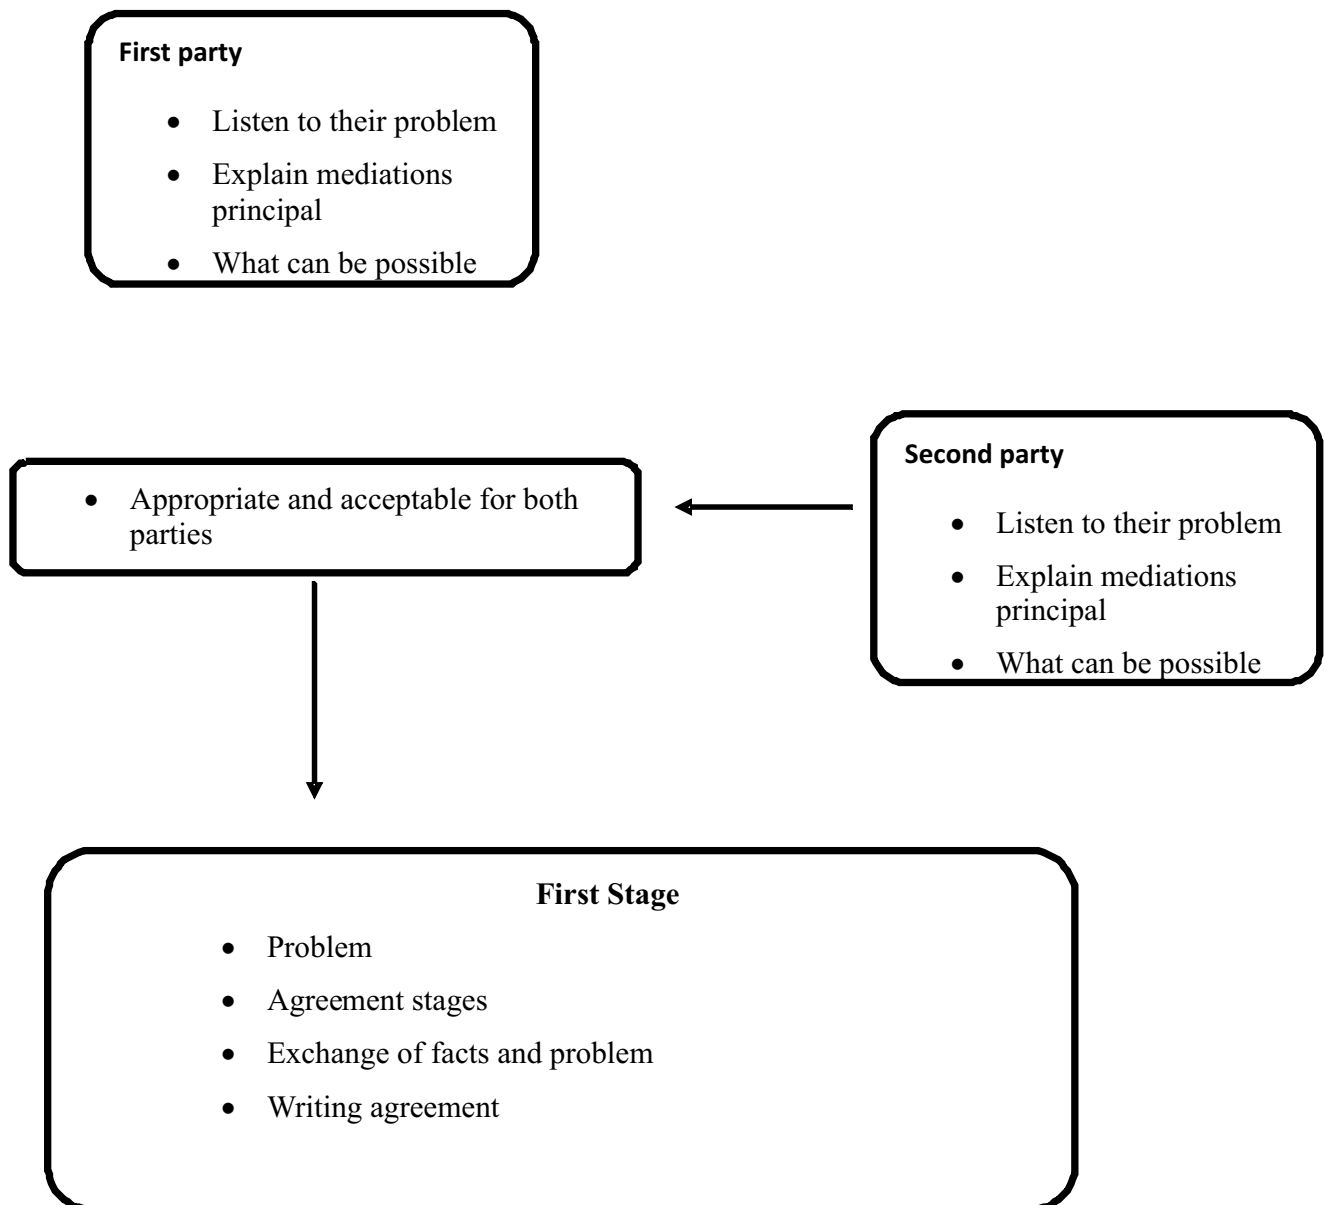 First party
• Listen to their problem
• Explain mediations
principal
• What can be possible
• Appropriate and acceptable for both
parties
Second party
• Listen to their problem
• Explain mediations
principal
• What can be possible
First Stage
• Problem
• Agreement stages
• Exchange of facts and problem
• Writing agreement